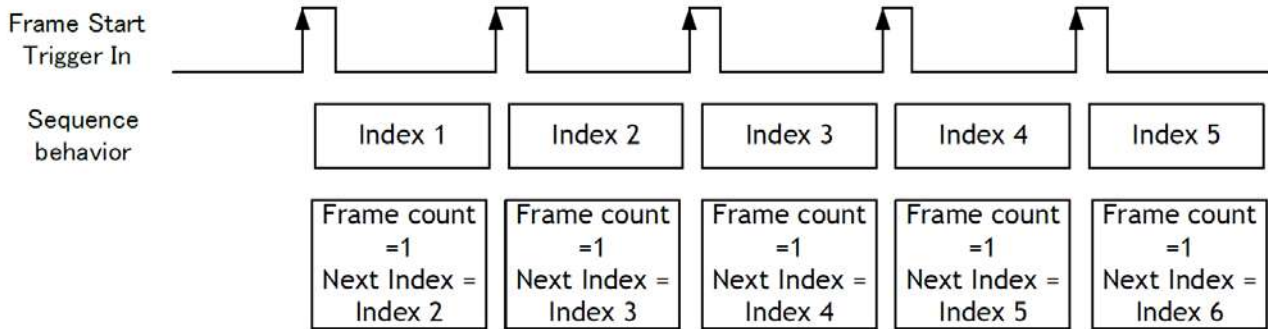 Frame Start
Trigger In
Sequence
behavior
Index 1
Index 2
Index 3
Index 4
Index 5
Frame count
=1
Next Index =
Index 2
Frame count
=1
Next Index =
Index 3
Frame count
=1
Next Index =
Index 4
Frame count
=1
Next Index =
Index 5
Frame count
=1
Next Index =
Index 6